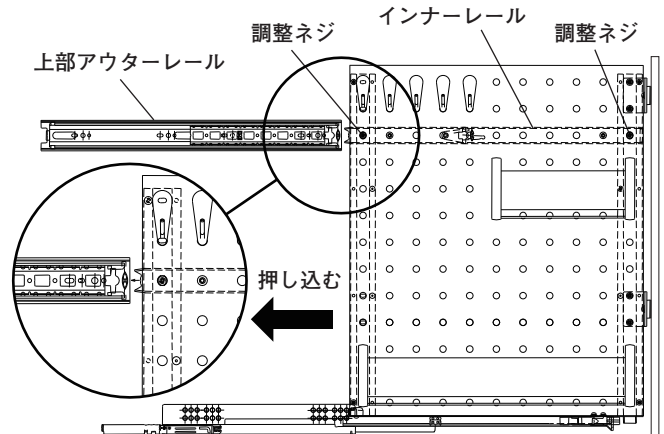 インナーレール
調整ネジ
調整ネジ
上部アウターレール
押し込む